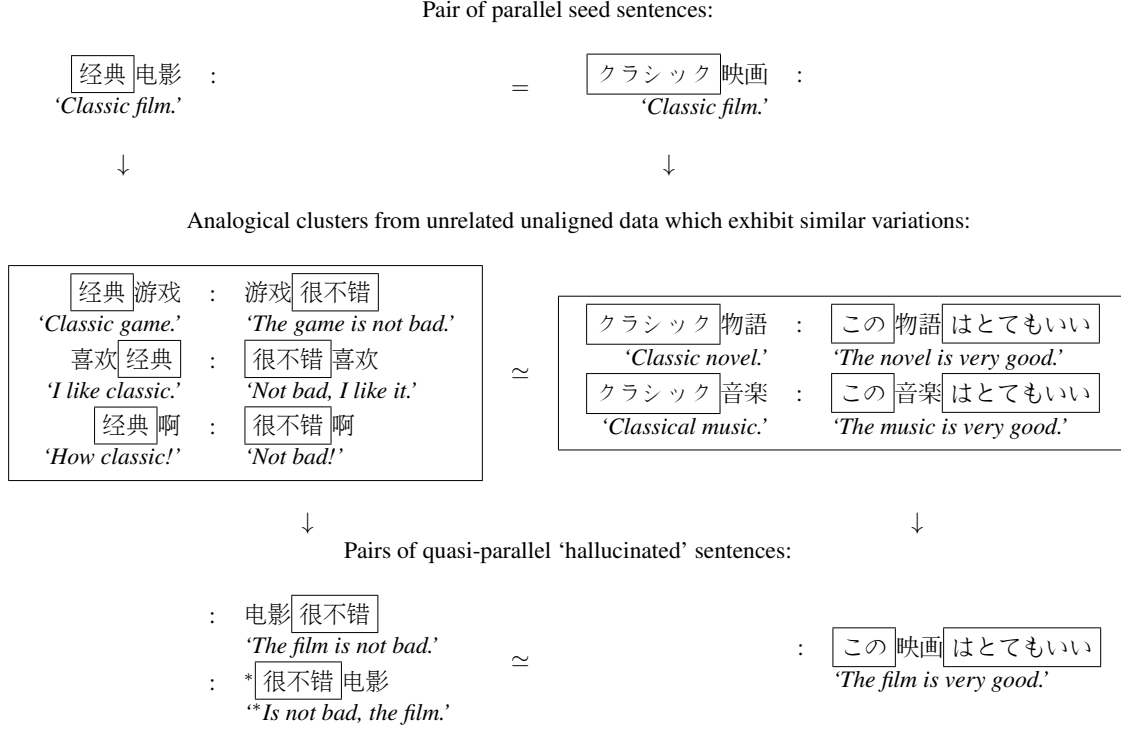 Pair of parallel seed sentences:
经典电影 : = クラシック映画 :
‘Classic film.’ ‘Classic film.’
↓ ↓
Analogical clusters from unrelated unaligned data which exhibit similar variations:
经典游戏 : 游戏很不错
‘Classic game.’ ‘The game is not bad.’
喜欢经典 : 很不错喜欢
‘I like classic.’ ‘Not bad, I like it.’
经典啊 : 很不错啊
‘How classic!’ ‘Not bad!’
≃
クラシック物語 : この物語はとてもいい
‘Classic novel.’ ‘The novel is very good.’
クラシック音楽 : この音楽はとてもいい
‘Classical music.’ ‘The music is very good.’
↓ ↓
Pairs of quasi-parallel ‘hallucinated’ sentences:
: 电影很不错
‘The film is not bad.’
: *很不错电影
‘*Is not bad, the film.’
≃
: この映画はとてもいい
‘The film is very good.’